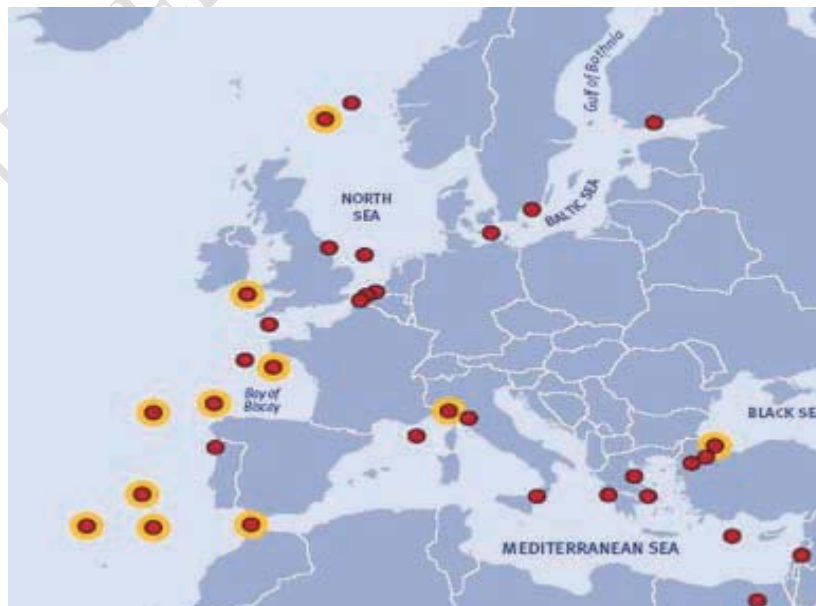 Gulf of Bothnia
NORTH
SEA
BALTIC SEA
Bay of
Biscay
BLACK SE
MEDITERRANEAN SEA